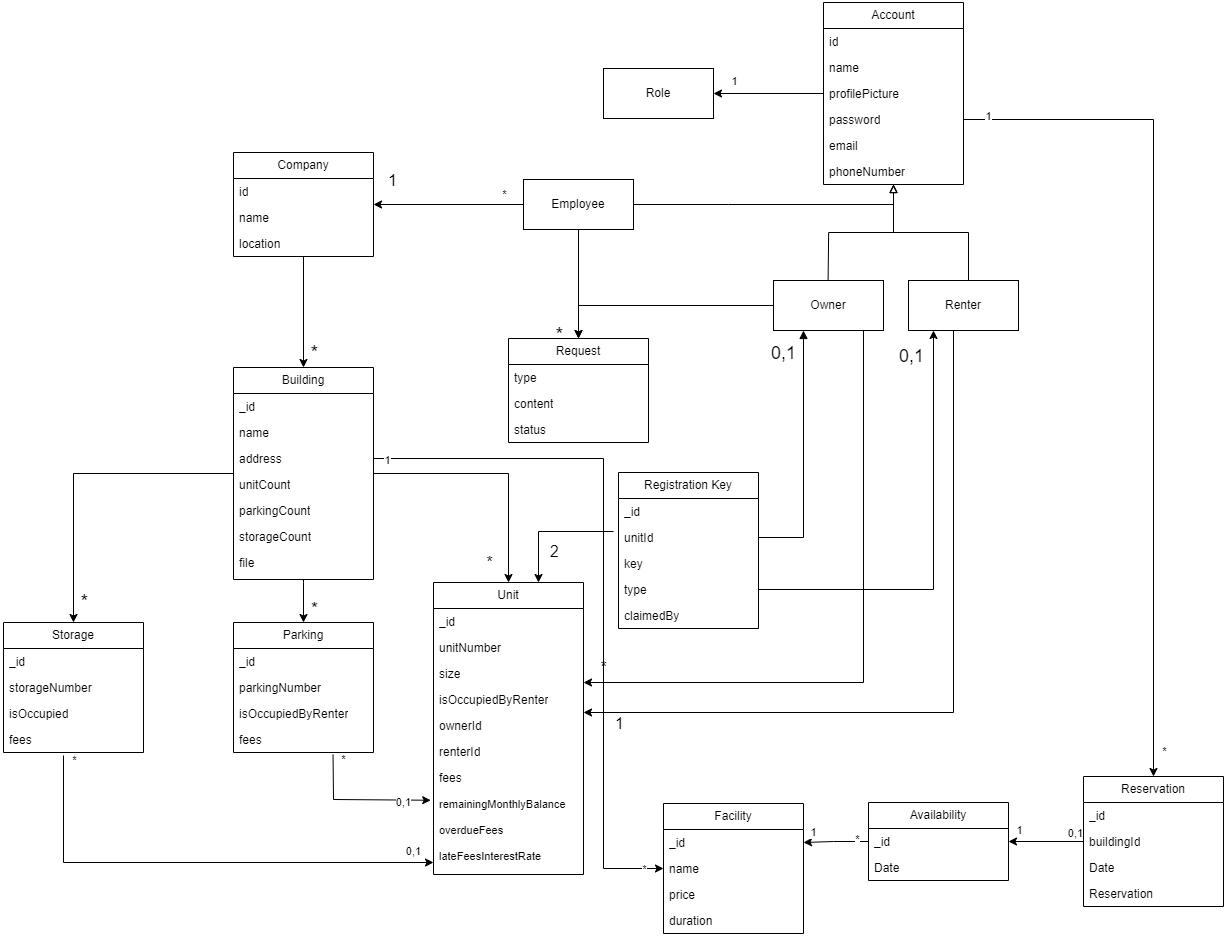 Account
id
name
profilePicture
password
email
phoneNumber
Role
1
1
Company
id
name
location
1
*
Employee
Owner
Renter
0,1
0,1
*
Request
type
content
status
*
Building
_id
name
address
unitCount
parkingCount
storageCount
file
1
*
2
Registration Key
_id
unitId
key
type
claimedBy
*
*
Storage
_id
storageNumber
isOccupied
fees
*
Parking
_id
parkingNumber
isOccupiedByRenter
fees
*
Unit
_id
unitNumber
size
isOccupiedByRenter
ownerId
renterId
fees
remainingMonthlyBalance
overdueFees
lateFeesInterestRate
0,1
0,1
*
1
*
Facility
_id
name
price
duration
1
*
Availability
_id
Date
1
0,1
*
Reservation
_id
buildingId
Date
Reservation